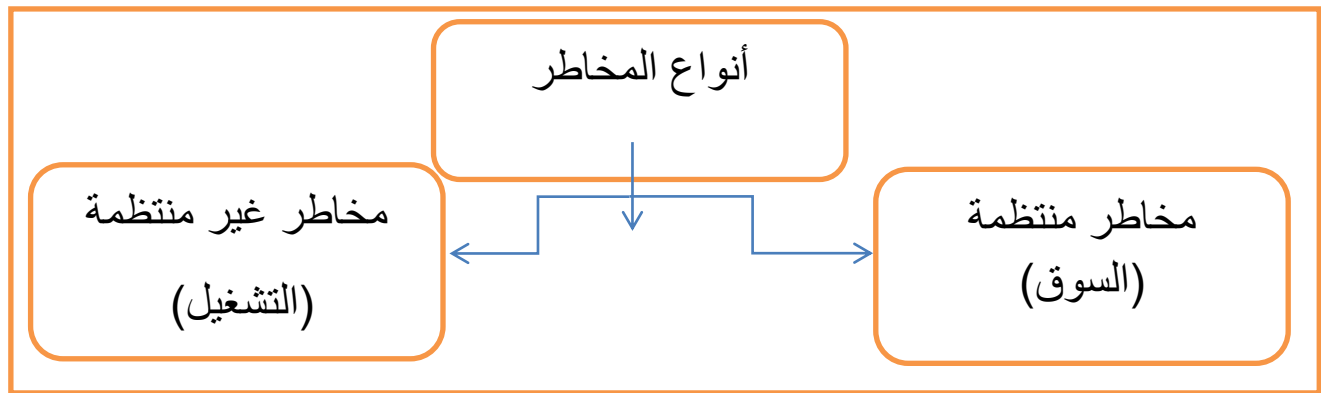 أنواع المخاطر
مخاطر منتظمة
(السوق)
مخاطر غير منتظمة
(التشغيل)